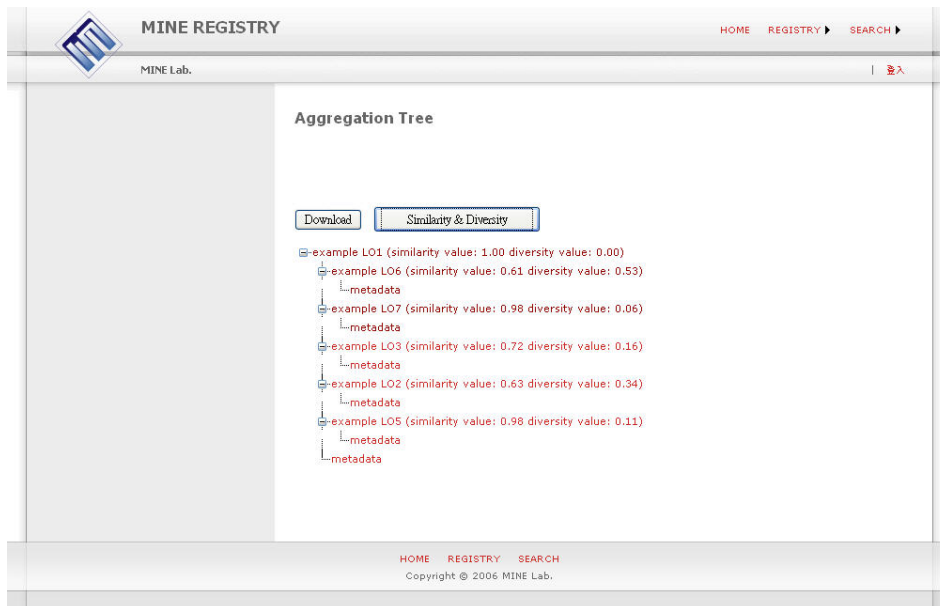 MINE REGISTRY
HOME REGISTRY SEARCH
MINE Lab.
| 登入
Aggregation Tree
Download Similarity & Diversity
example LO1 (similarity value: 1.00 diversity value: 0.00)
example LO6 (similarity value: 0.61 diversity value: 0.53)
metadata
example LO7 (similarity value: 0.98 diversity value: 0.06)
metadata
example LO3 (similarity value: 0.72 diversity value: 0.16)
metadata
example LO2 (similarity value: 0.63 diversity value: 0.34)
metadata
example LO5 (similarity value: 0.98 diversity value: 0.11)
metadata
metadata
HOME REGISTRY SEARCH
Copyright © 2006 MINE Lab.